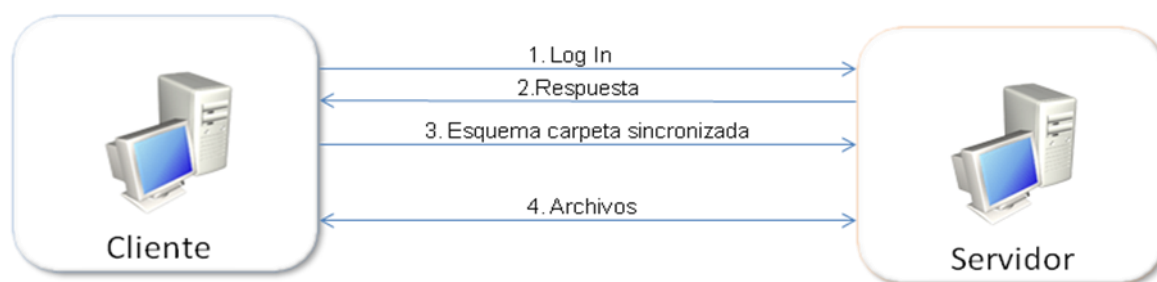 1. Log In
2.Respuesta
3. Esquema carpeta sincronizada
4. Archivos
Cliente
Servidor